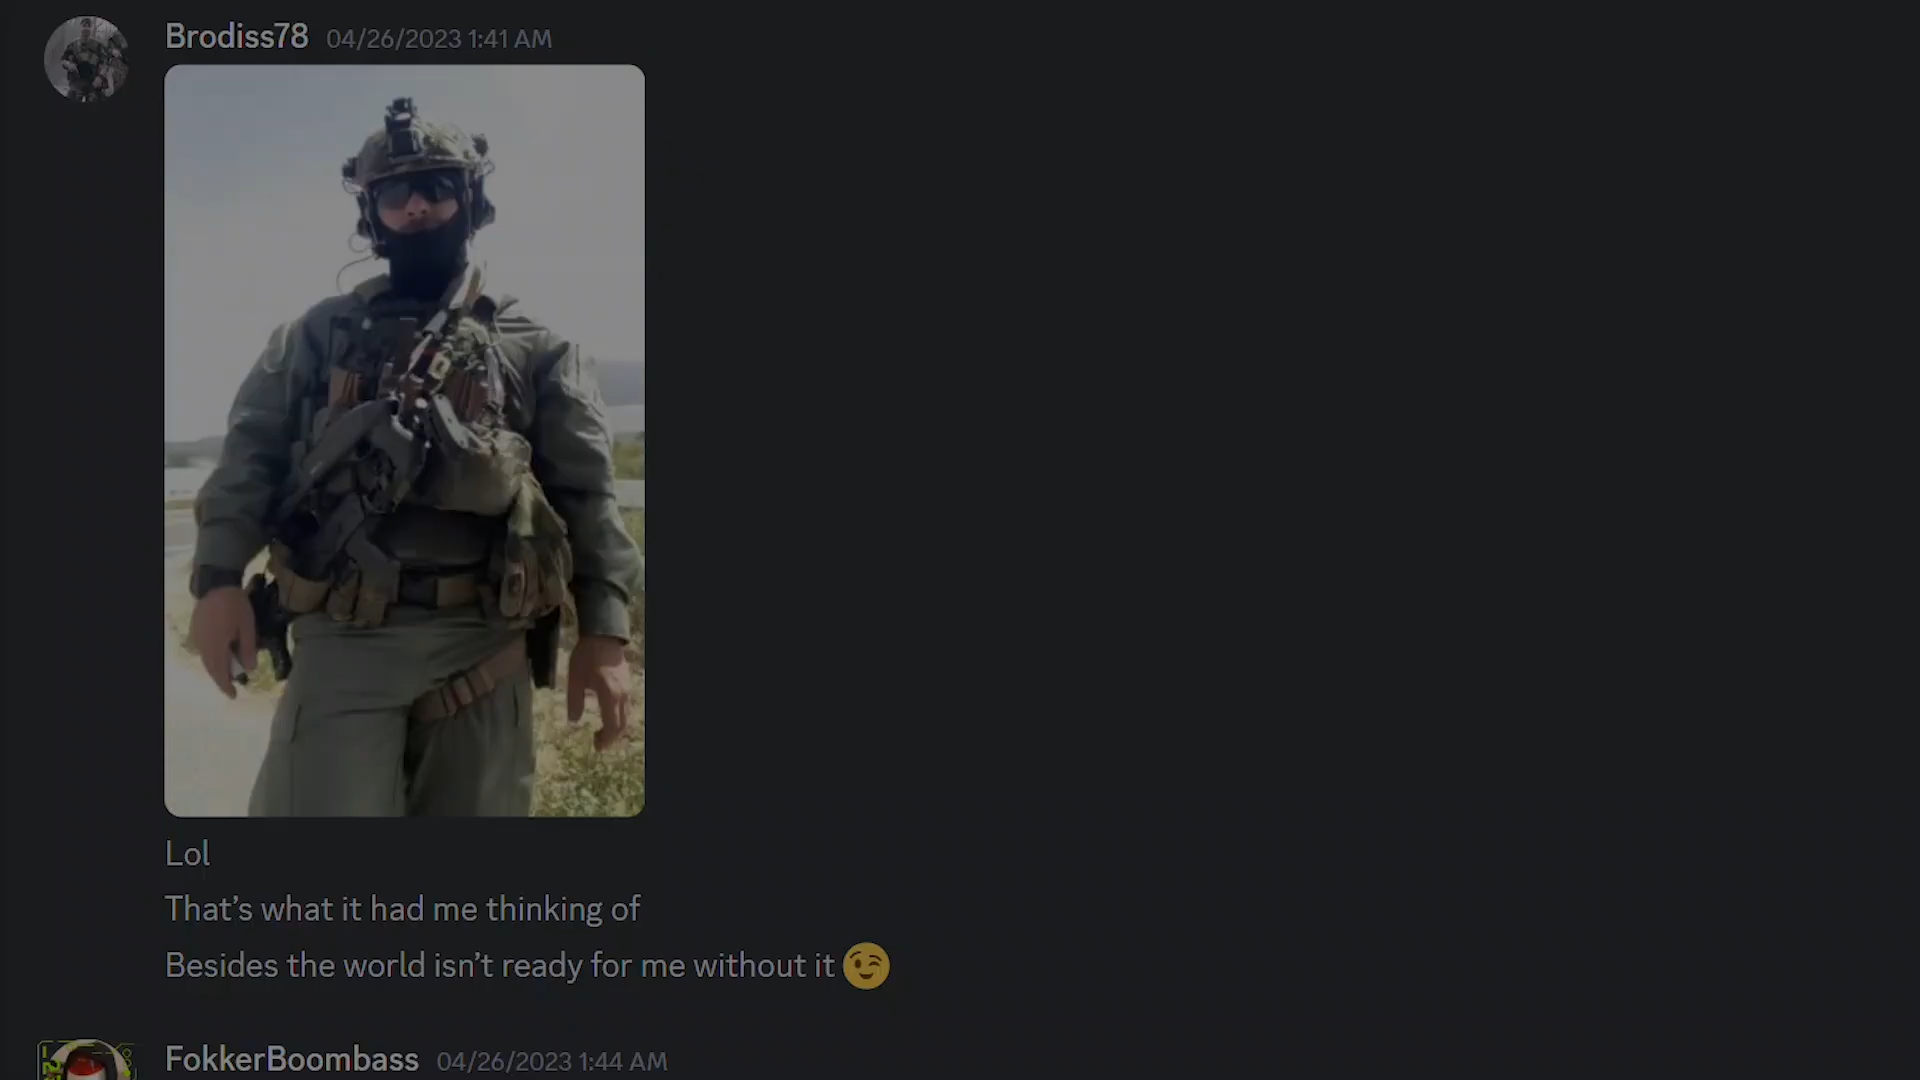 Brodiss78 04/26/2023 1:41 AM
Lol
That’s what it had me thinking of
Besides the world isn’t ready for me without it 😉
FokkerBoombass 04/26/2023 1:44 AM